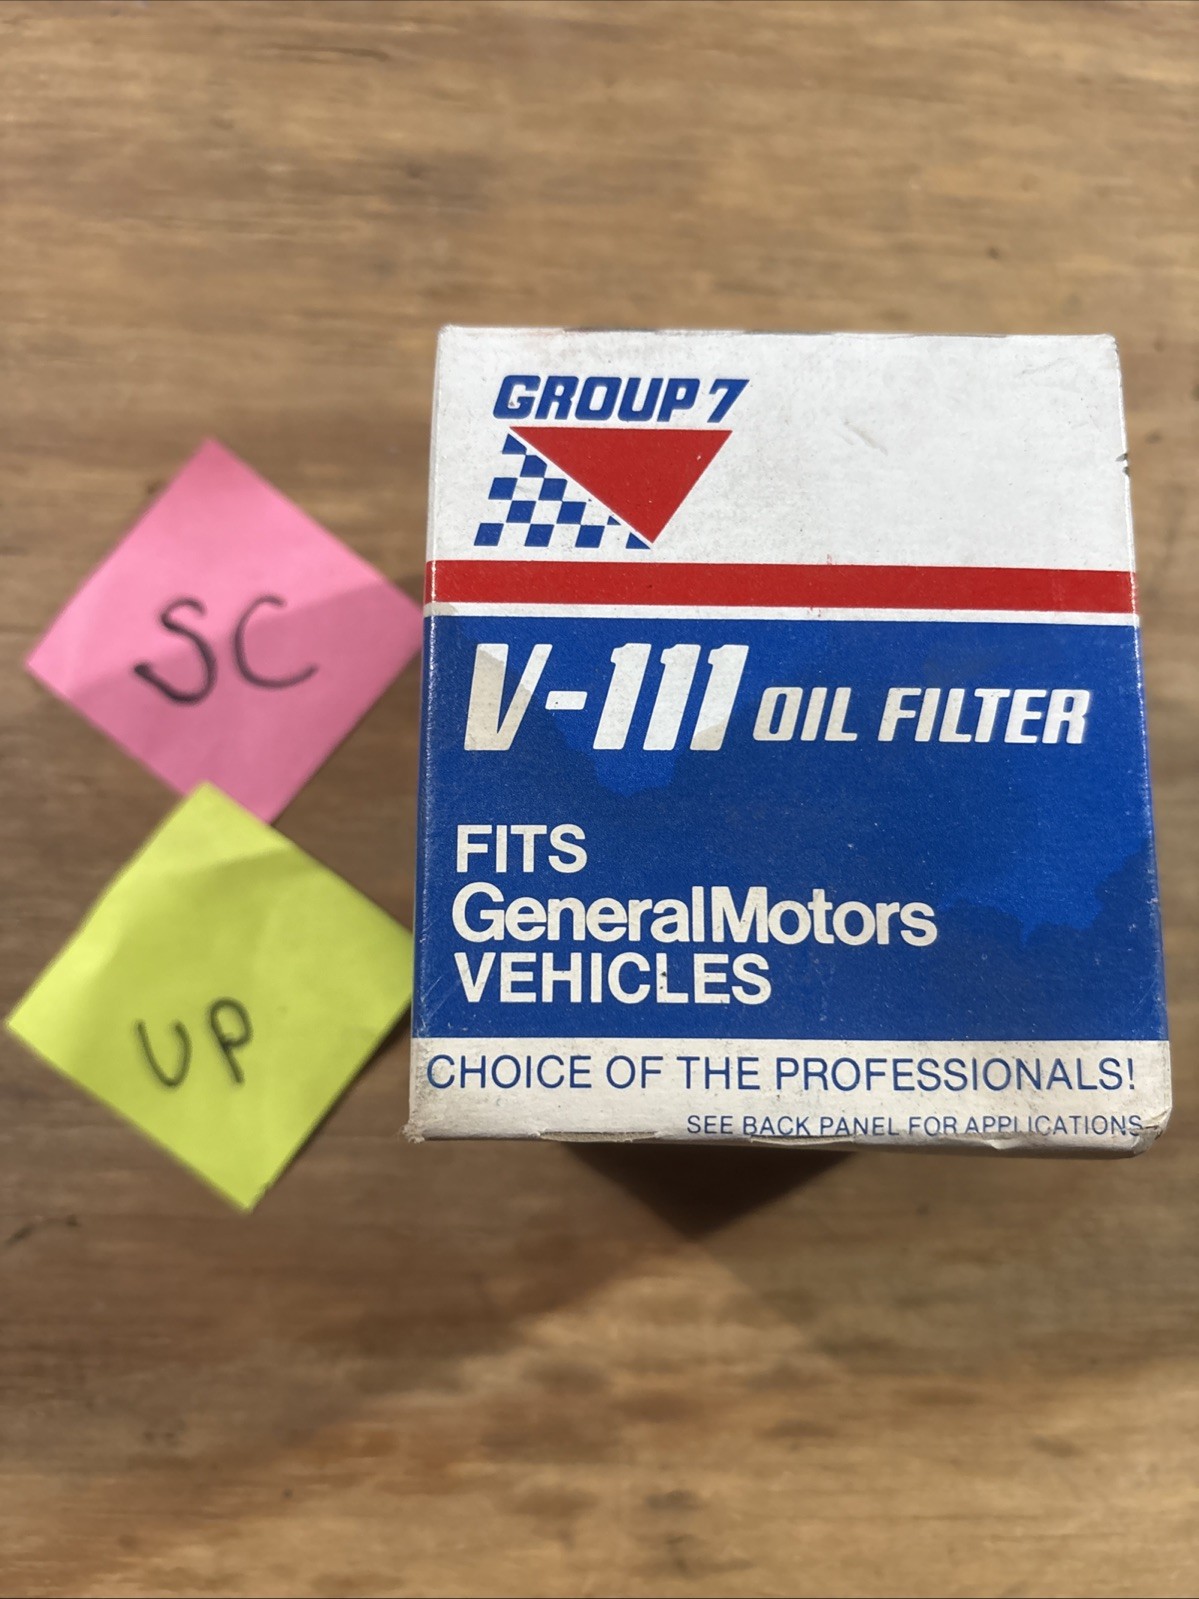 GROUP 7
V-111 OIL FILTER
FITS
GeneralMotors
VEHICLES
CHOICE OF THE PROFESSIONALS!
SEE BACK PANEL FOR APPLICATIONS
SC
UP